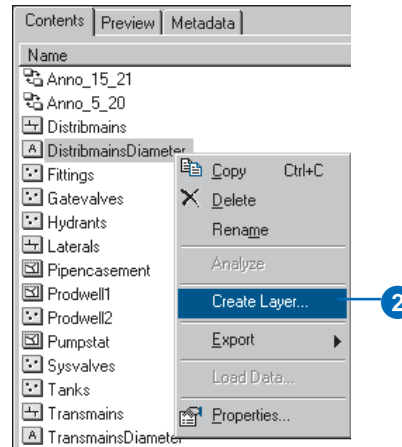 Contents Preview Metadata
Name
Anno_15_21
Anno_5_20
Distribmains
DistribmainsDiameter
Fittings
Gatevalves
Hydrants
Laterals
Pipencasement
Prodwell1
Prodwell2
Pumpstat
Sysvalves
Tanks
Transmains
TransmainsDiameter
Copy Ctrl+C
Delete
Rename
Analyze
Create Layer...
2
Export
Load Data...
Properties...